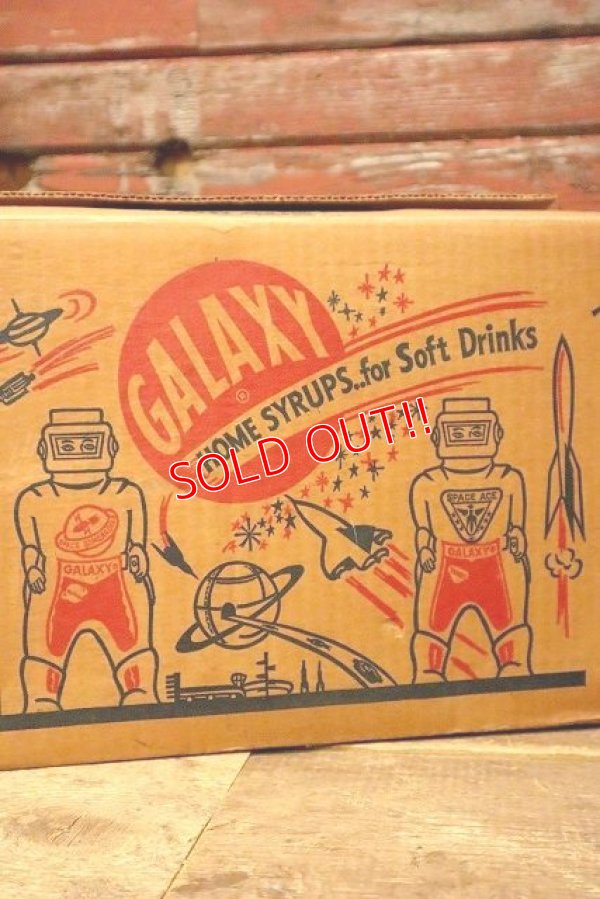 GALAXY
®
HOME SYRUPS..for Soft Drinks
SOLD OUT!!
GALAXY
SPACE ACE
GALAXY